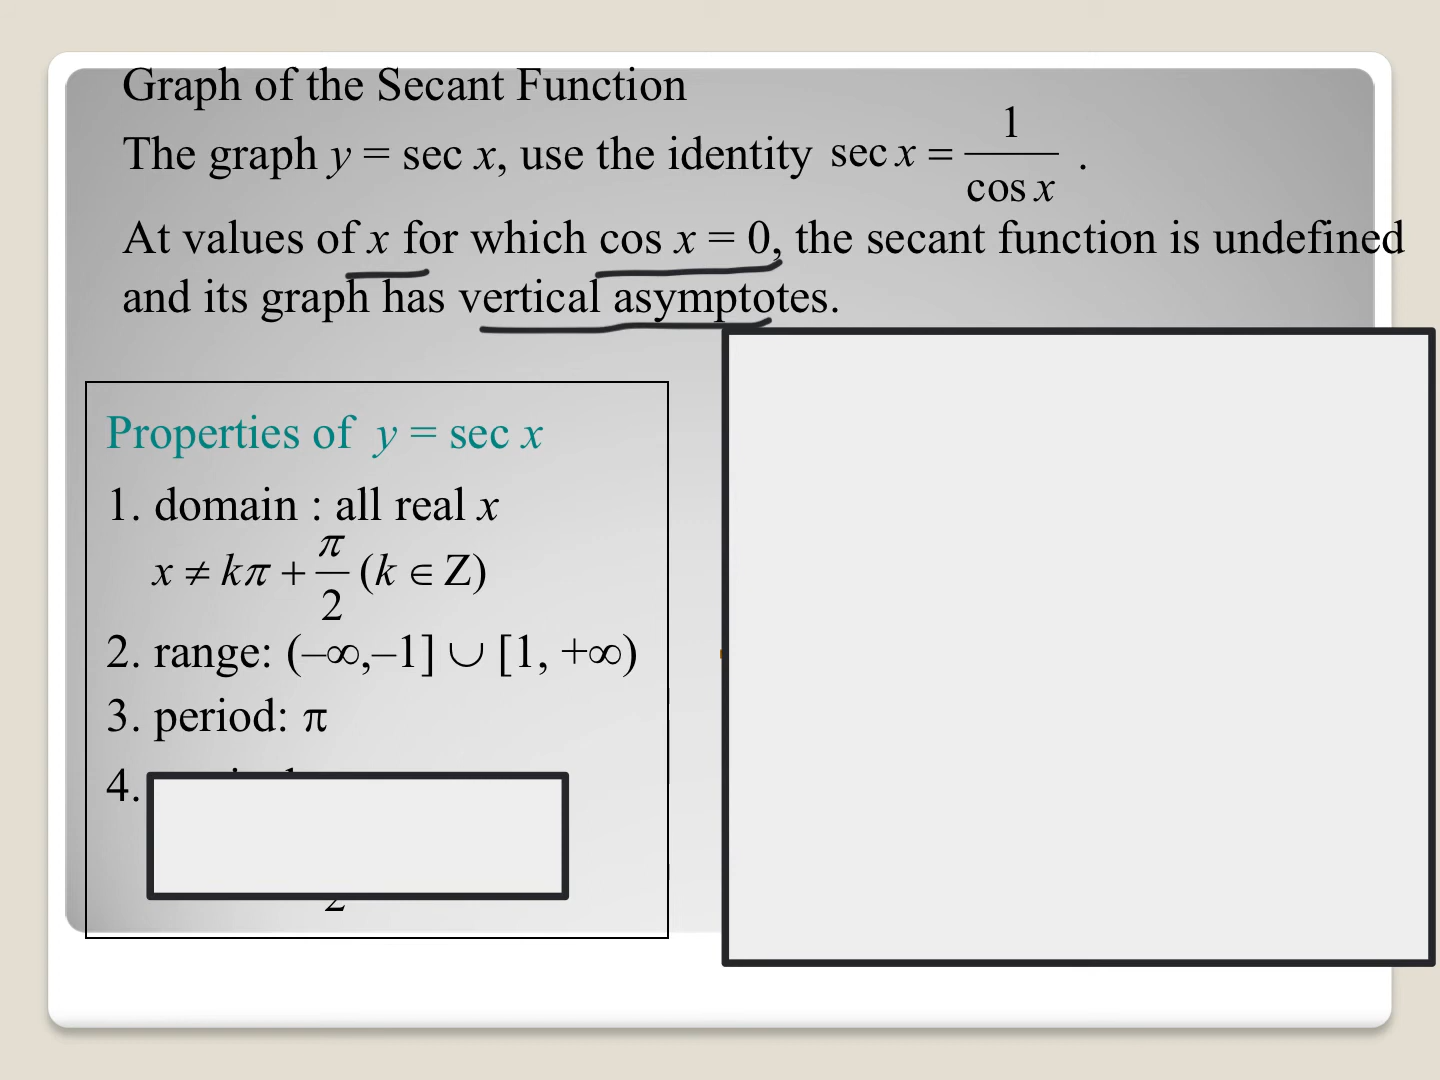 Graph of the Secant Function
The graph y = sec x, use the identity sec x = 1/cos x .
At values of x for which cos x = 0, the secant function is undefined
and its graph has vertical asymptotes.
Properties of y = sec x
1. domain : all real x
x ≠ kπ + π/2 (k ∈ Z)
2. range: (–∞,–1] ∪ [1, +∞)
3. period: π
4.